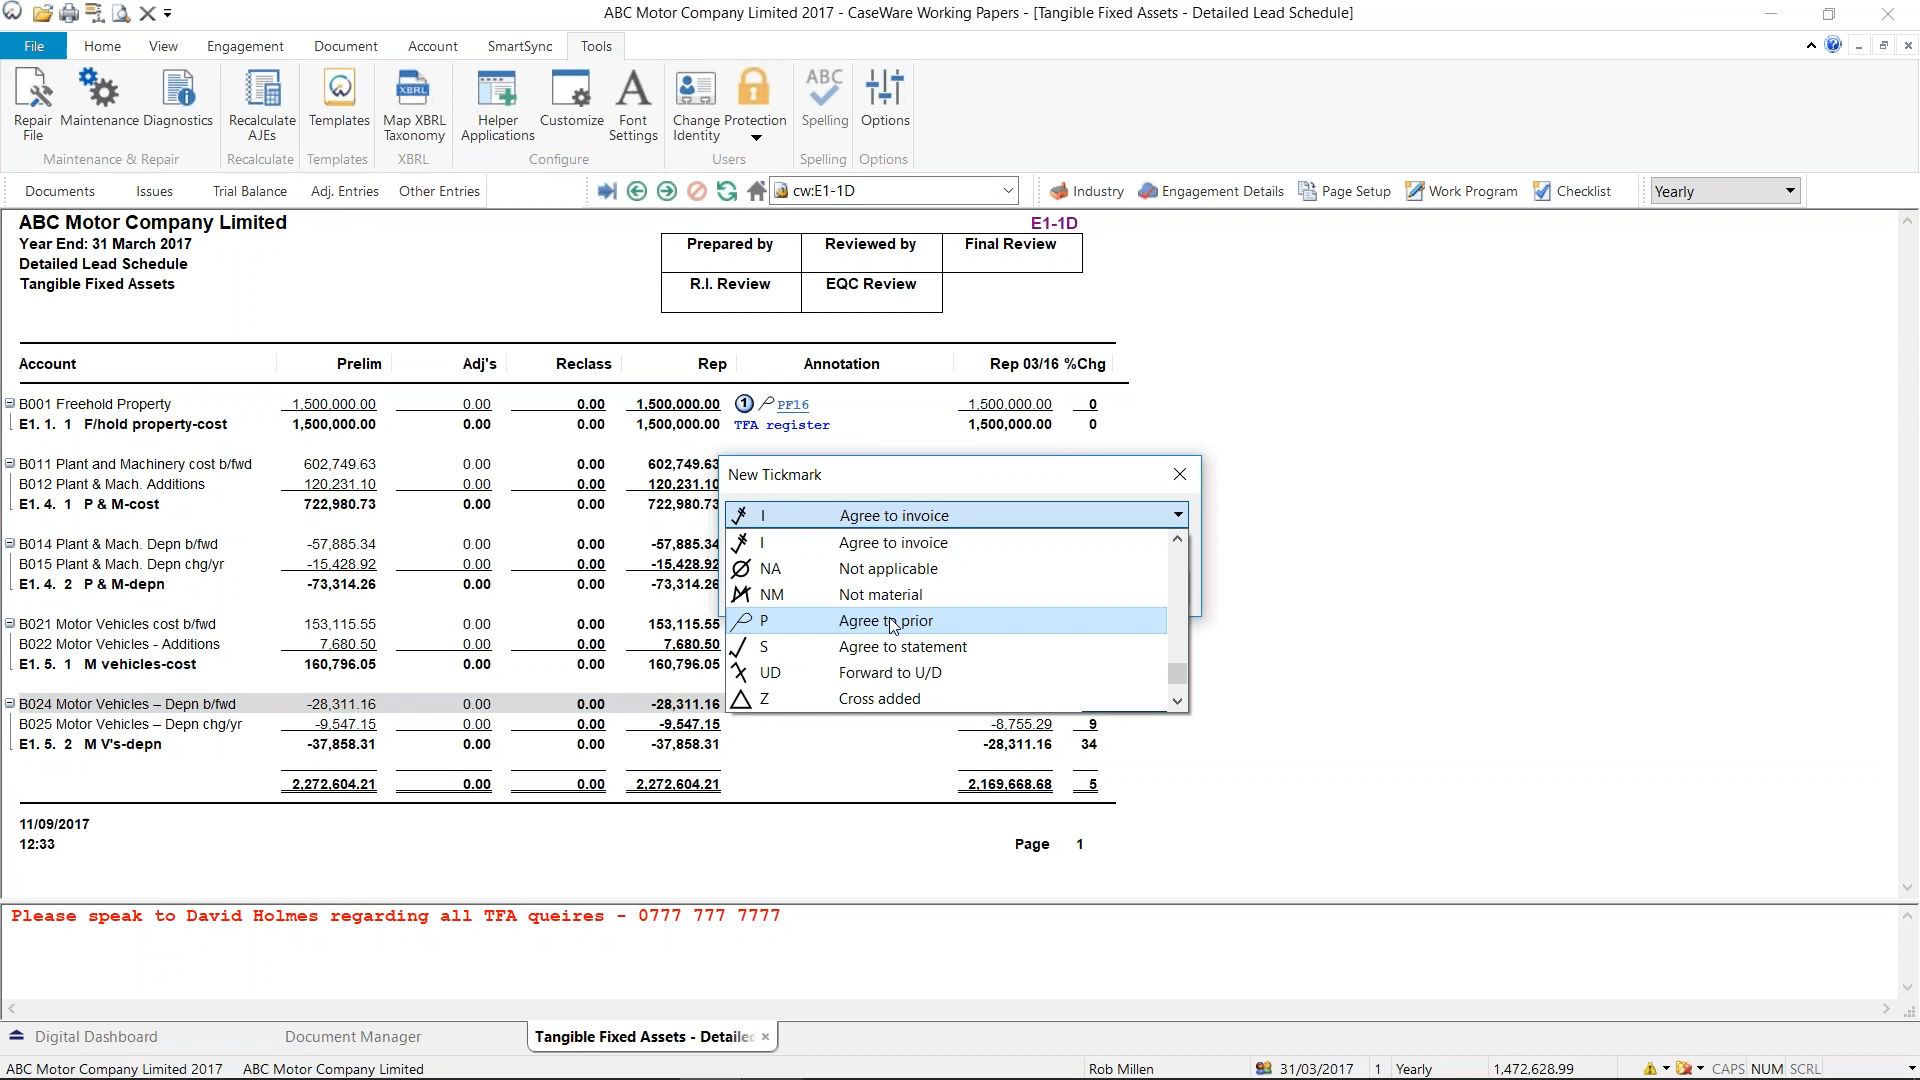 ABC Motor Company Limited 2017 - CaseWare Working Papers - [Tangible Fixed Assets - Detailed Lead Schedule]
File Home View Engagement Document Account SmartSync Tools
Repair File Maintenance Diagnostics Recalculate AJEs Templates Map XBRL Taxonomy Helper Applications Customize Font Settings Change Identity Protection Spelling Options
Maintenance & Repair Recalculate Templates XBRL Configure Users Spelling Options
Documents Issues Trial Balance Adj. Entries Other Entries cw:E1-1D Industry Engagement Details Page Setup Work Program Checklist Yearly
ABC Motor Company Limited E1-1D
Year End: 31 March 2017 Prepared by Reviewed by Final Review
Detailed Lead Schedule
Tangible Fixed Assets R.I. Review EQC Review
Account Prelim Adj's Reclass Rep Annotation Rep 03/16 %Chg
B001 Freehold Property 1,500,000.00 0.00 0.00 1,500,000.00 1 PF16 1,500,000.00 0
E1. 1. 1 F/hold property-cost 1,500,000.00 0.00 0.00 1,500,000.00 TFA register 1,500,000.00 0
B011 Plant and Machinery cost b/fwd 602,749.63 0.00 0.00 602,749.63
B012 Plant & Mach. Additions 120,231.10 0.00 0.00 120,231.10
E1. 4. 1 P & M-cost 722,980.73 0.00 0.00 722,980.73
B014 Plant & Mach. Depn b/fwd -57,885.34 0.00 0.00 -57,885.34
B015 Plant & Mach. Depn chg/yr -15,428.92 0.00 0.00 -15,428.92
E1. 4. 2 P & M-depn -73,314.26 0.00 0.00 -73,314.26
B021 Motor Vehicles cost b/fwd 153,115.55 0.00 0.00 153,115.55
B022 Motor Vehicles - Additions 7,680.50 0.00 0.00 7,680.50
E1. 5. 1 M vehicles-cost 160,796.05 0.00 0.00 160,796.05
B024 Motor Vehicles – Depn b/fwd -28,311.16 0.00 0.00 -28,311.16
B025 Motor Vehicles – Depn chg/yr -9,547.15 0.00 0.00 -9,547.15 -8,755.29 9
E1. 5. 2 M V's-depn -37,858.31 0.00 0.00 -37,858.31 -28,311.16 34
2,272,604.21 0.00 0.00 2,272,604.21 2,169,668.68 5
11/09/2017
12:33 Page 1
New Tickmark
I Agree to invoice
I Agree to invoice
NA Not applicable
NM Not material
P Agree to prior
S Agree to statement
UD Forward to U/D
Z Cross added
Please speak to David Holmes regarding all TFA queires - 0777 777 7777
Digital Dashboard Document Manager Tangible Fixed Assets - Detailed
ABC Motor Company Limited 2017 ABC Motor Company Limited Rob Millen 31/03/2017 1 Yearly 1,472,628.99 CAPS NUM SCRL